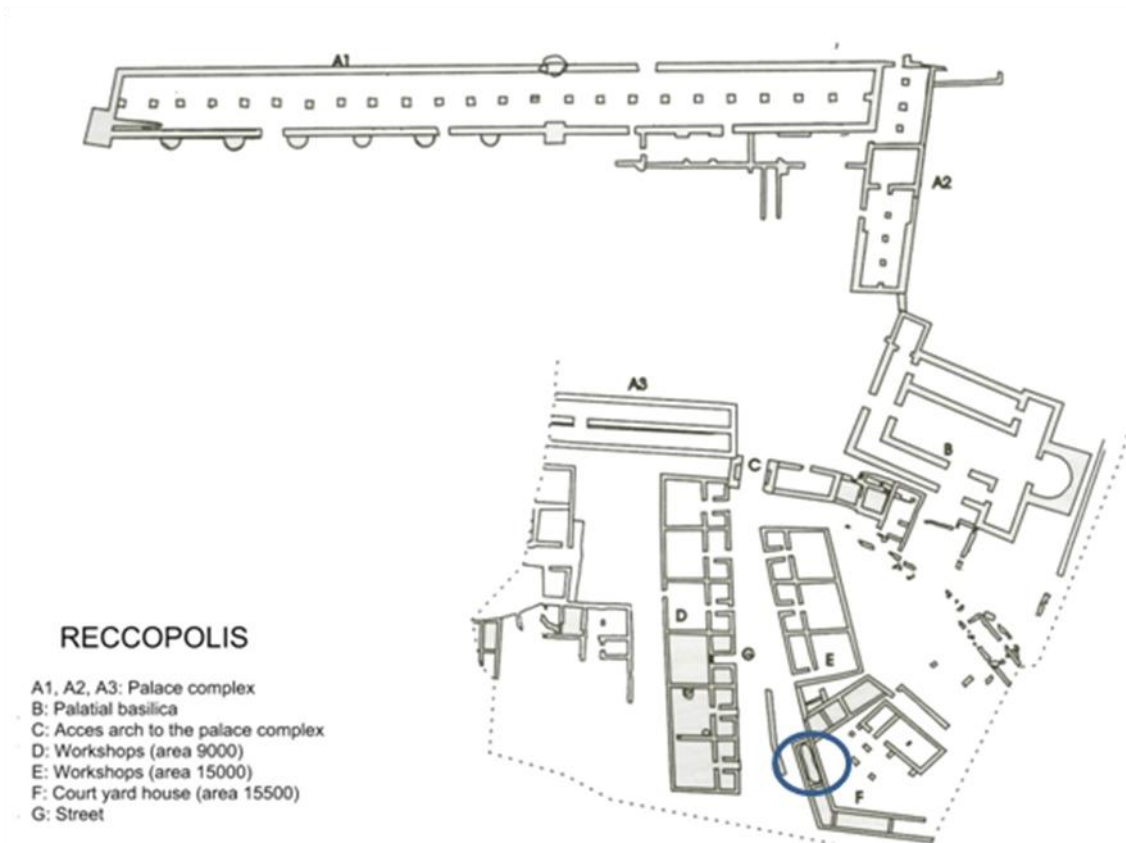 A1
A2
A3
B
C
D
G
E
F
RECCOPOLIS
A1, A2, A3: Palace complex
B: Palatial basilica
C: Acces arch to the palace complex
D: Workshops (area 9000)
E: Workshops (area 15000)
F: Court yard house (area 15500)
G: Street